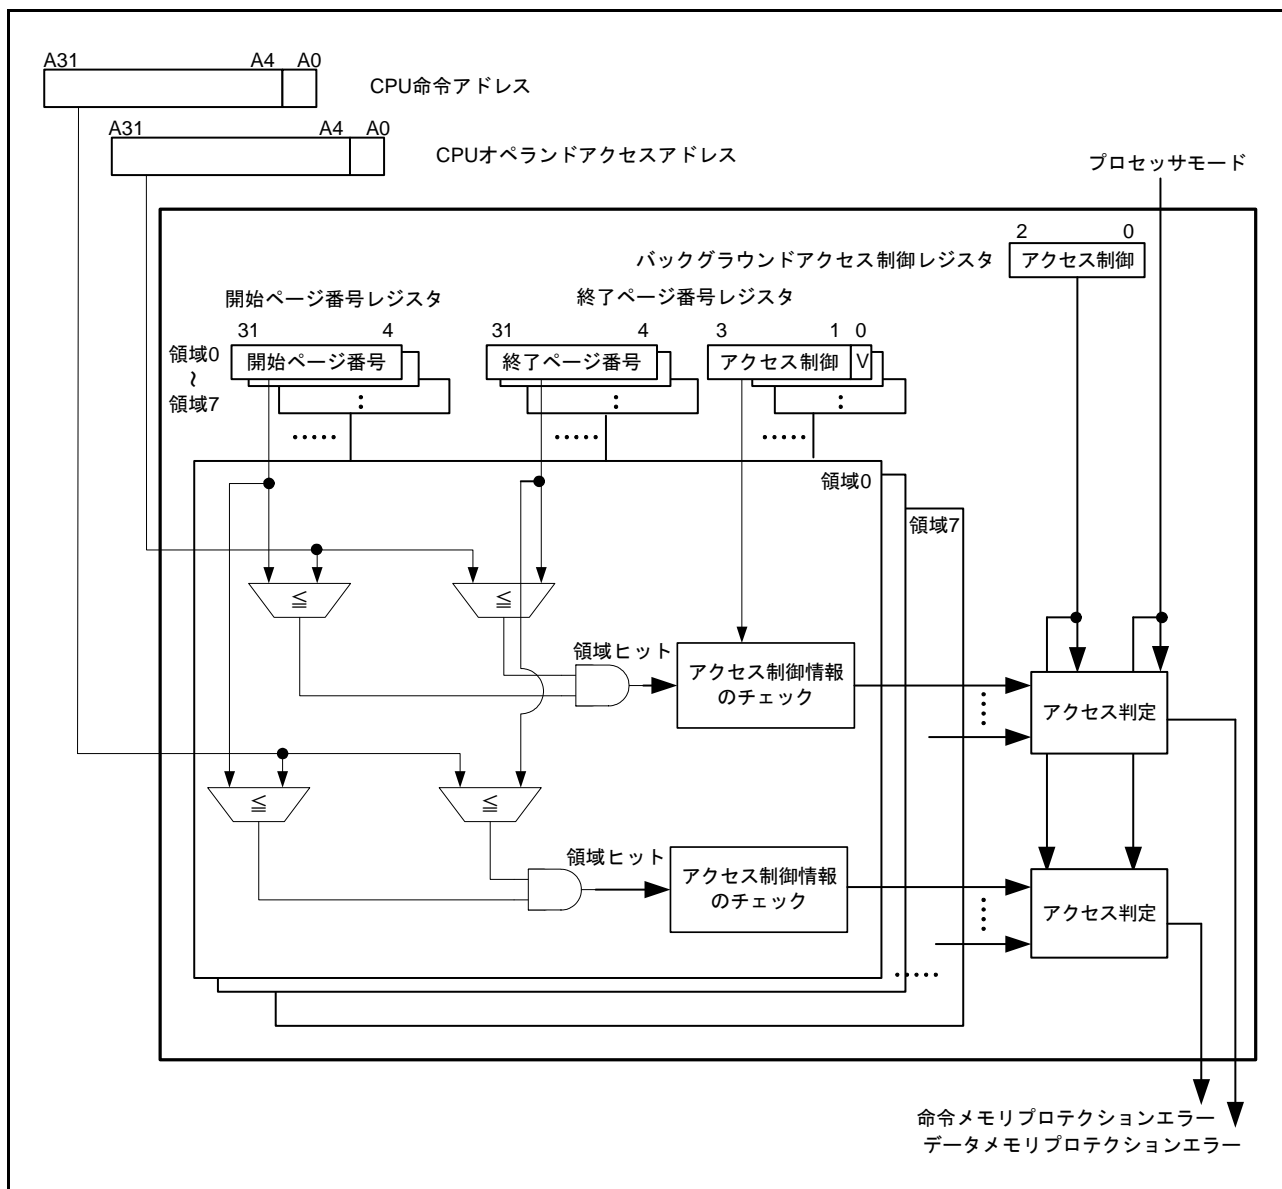 A31 A4 A0
CPU命令アドレス
A31 A4 A0
CPUオペランドアクセスアドレス
プロセッサモード
2 0
バックグラウンドアクセス制御レジスタ アクセス制御
開始ページ番号レジスタ 終了ページ番号レジスタ
31 4 31 4 3 1 0
領域0 開始ページ番号 終了ページ番号 アクセス制御 V
~
領域7
領域0
領域7
≦ ≦
領域ヒット
アクセス制御情報
のチェック
アクセス判定
≦ ≦
領域ヒット
アクセス制御情報
のチェック
アクセス判定
命令メモリプロテクションエラー
データメモリプロテクションエラー